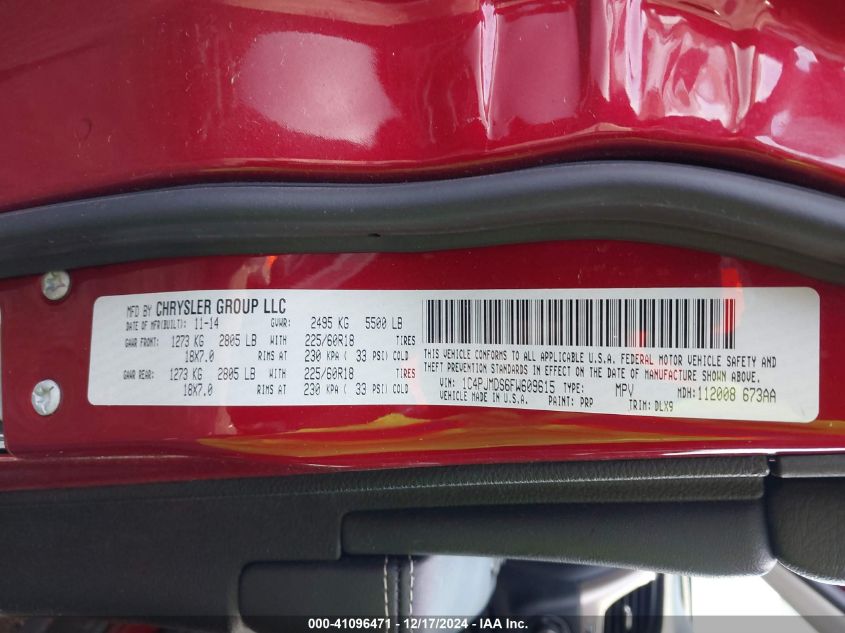 MFD BY CHRYSLER GROUP LLC
DATE OF MFR(BUILT): 11-14 GVWR: 2495 KG 5500 LB
GAWR FRONT: 1273 KG 2805 LB WITH 225/60R18 TIRES
18X7.0 RIMS AT 230 KPA ( 33 PSI) COLD
GAWR REAR: 1273 KG 2805 LB WITH 225/60R18 TIRES
18X7.0 RIMS AT 230 KPA ( 33 PSI) COLD
THIS VEHICLE CONFORMS TO ALL APPLICABLE U.S.A. FEDERAL MOTOR VEHICLE SAFETY AND
THEFT PREVENTION STANDARDS IN EFFECT ON THE DATE OF MANUFACTURE SHOWN ABOVE.
VIN: 1C4PJMDS6FW609615 TYPE: MPV MDH: 112008 673AA
VEHICLE MADE IN U.S.A. PAINT: PRP TRIM: DLX9
000-41096471 - 12/17/2024 - IAA Inc.